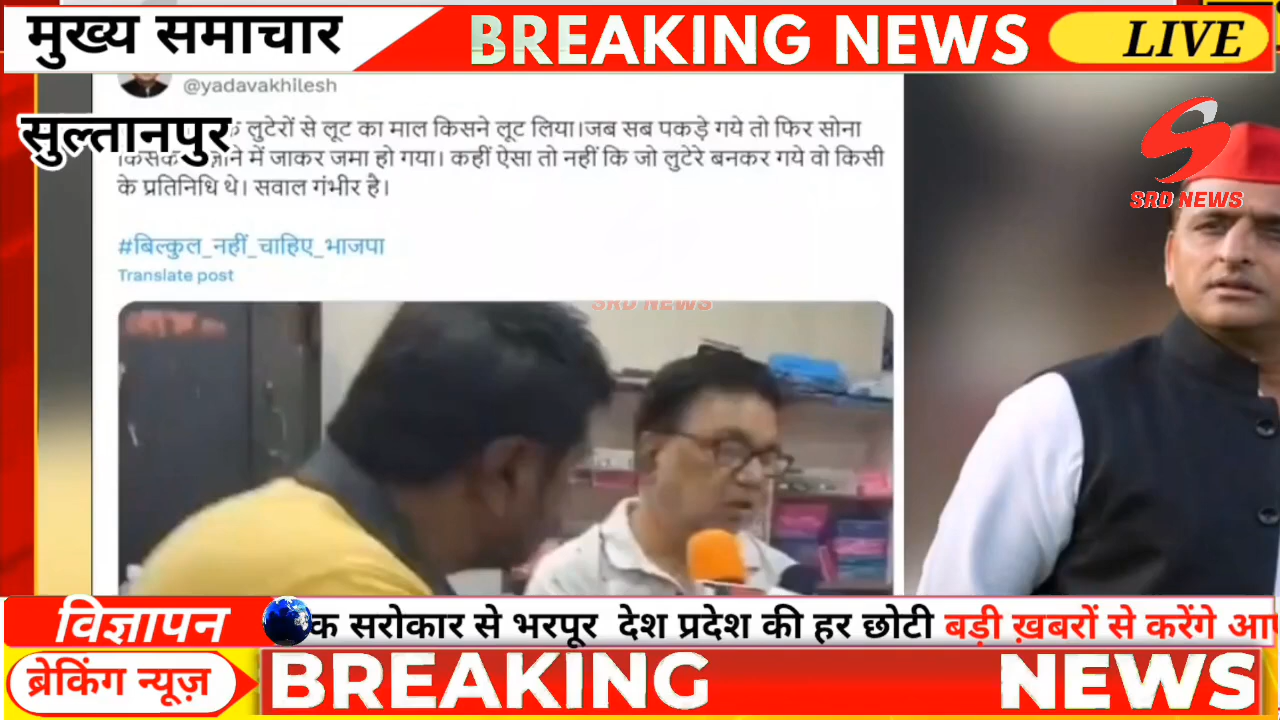 मुख्य समाचार
BREAKING NEWS
LIVE
@yadavakhilesh
सुल्तानपुर
लुटेरों से लूट का माल किसने लूट लिया।जब सब पकड़े गये तो फिर सोना
में जाकर जमा हो गया। कहीं ऐसा तो नहीं कि जो लुटेरे बनकर गये वो किसी
के प्रतिनिधि थे। सवाल गंभीर है।
#बिल्कुल_नहीं_चाहिए_भाजपा
Translate post
SRD NEWS
SRD NEWS
विज्ञापन
क सरोकार से भरपूर देश प्रदेश की हर छोटी बड़ी ख़बरों से करेंगे
ब्रेकिंग न्यूज़
BREAKING NEWS